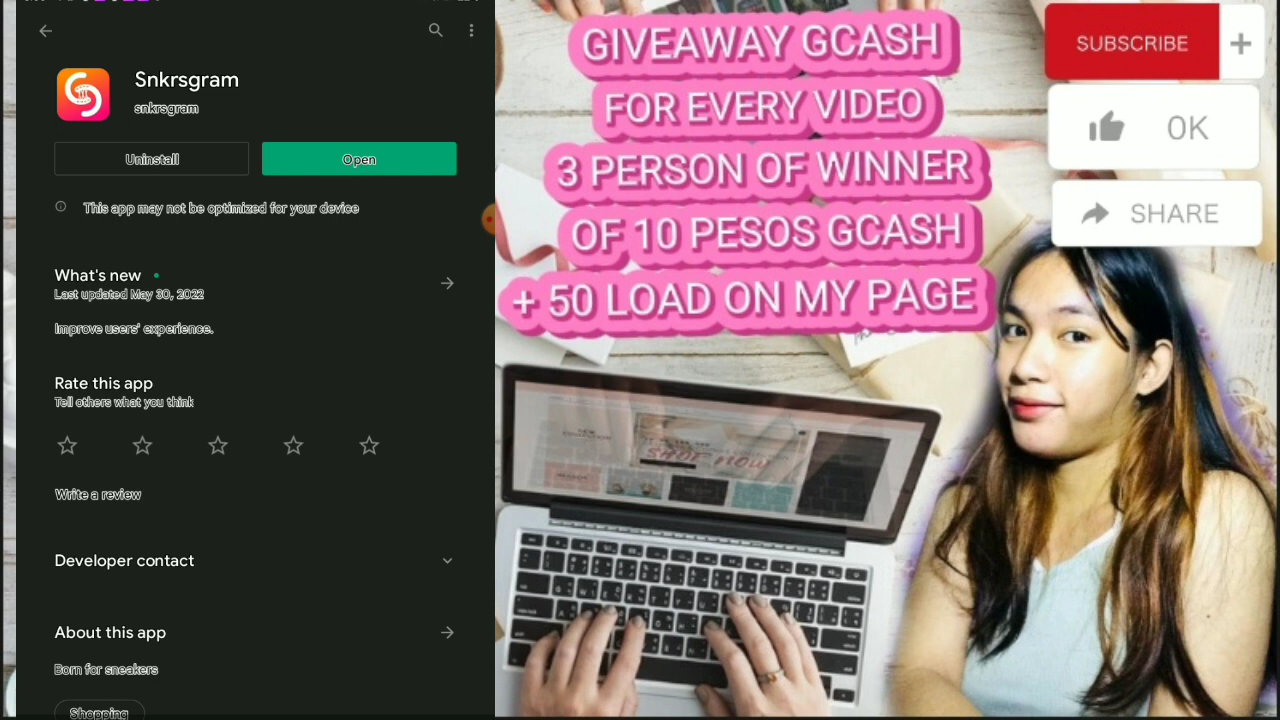 Snkrsgram
snkrsgram
Uninstall
Open
This app may not be optimized for your device
What's new
Last updated May 30, 2022
Improve users' experience.
Rate this app
Tell others what you think
Write a review
Developer contact
About this app
Born for sneakers
Shopping
GIVEAWAY GCASH
FOR EVERY VIDEO
3 PERSON OF WINNER
OF 10 PESOS GCASH
+ 50 LOAD ON MY PAGE
SUBSCRIBE +
0K
SHARE
SHOP NOW